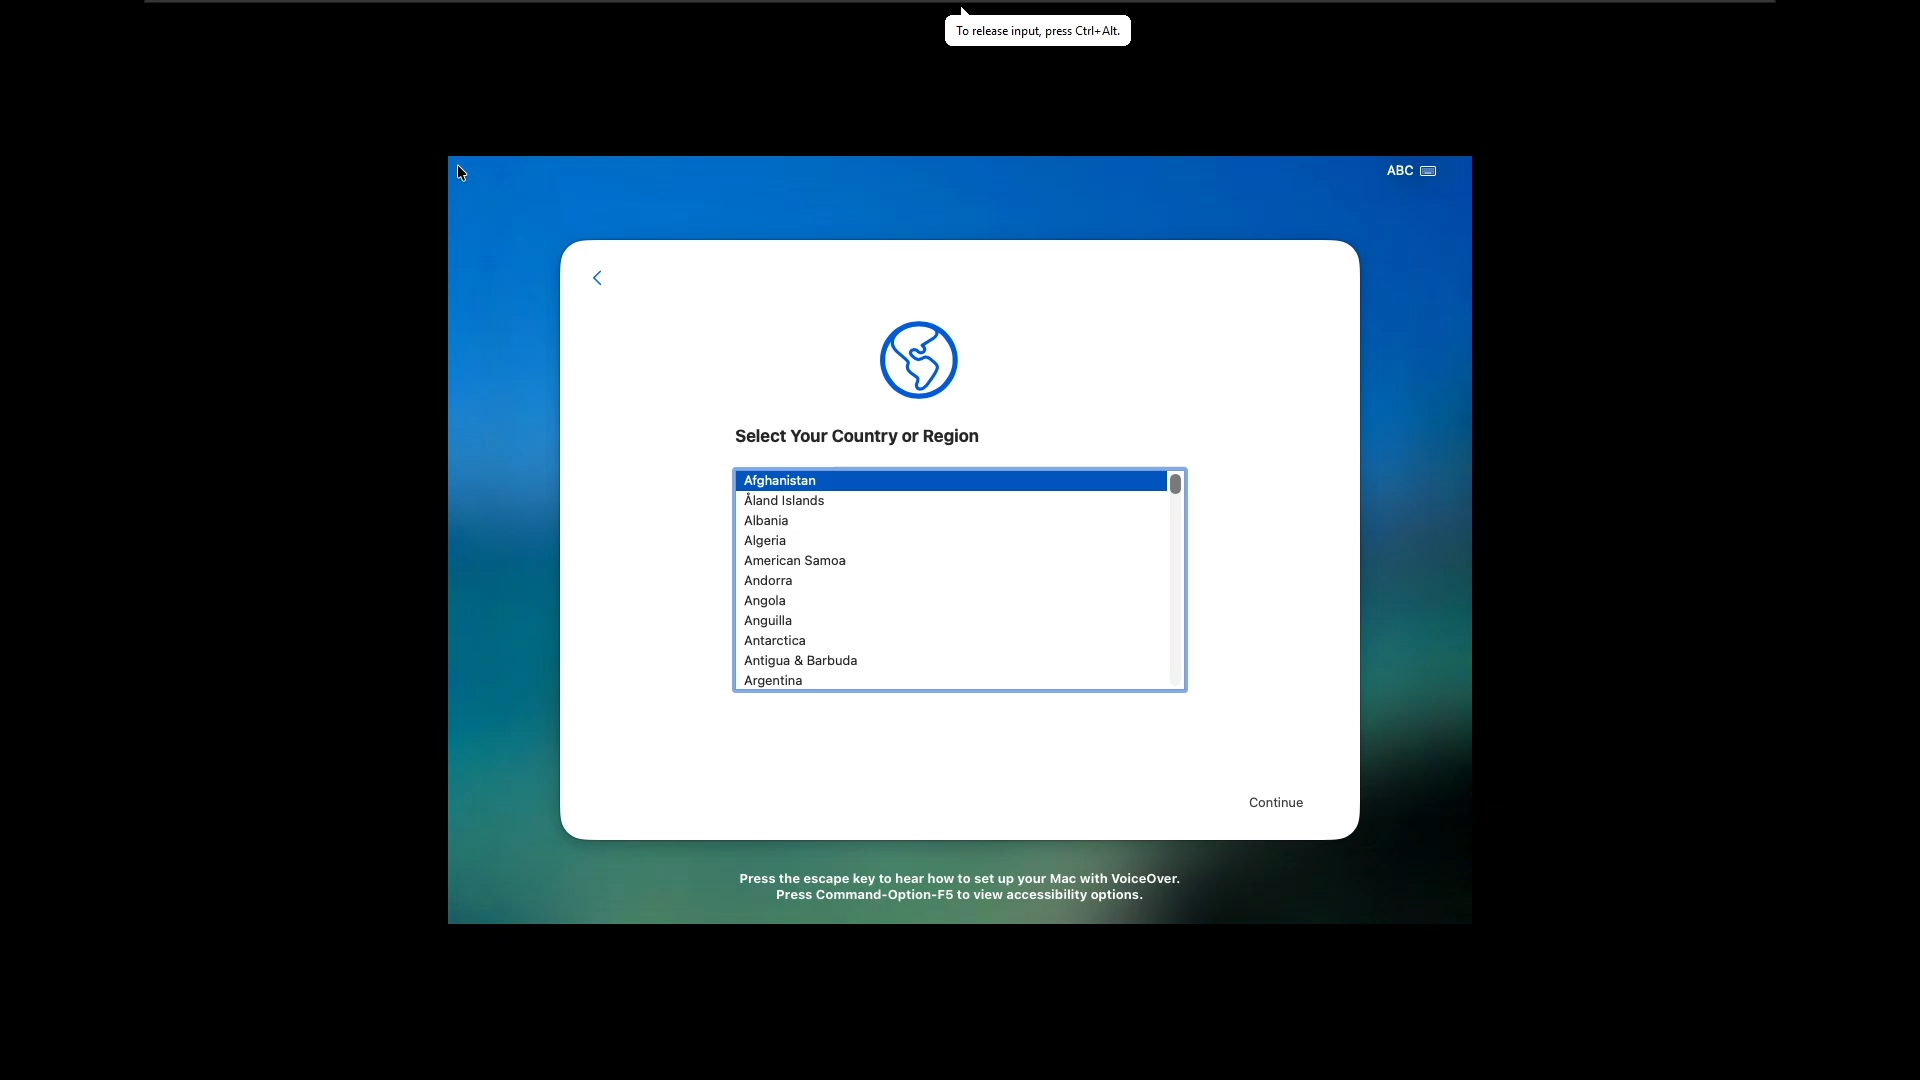 To release input, press Ctrl+Alt.
ABC
Select Your Country or Region
Afghanistan
Åland Islands
Albania
Algeria
American Samoa
Andorra
Angola
Anguilla
Antarctica
Antigua & Barbuda
Argentina
Continue
Press the escape key to hear how to set up your Mac with VoiceOver.
Press Command-Option-F5 to view accessibility options.